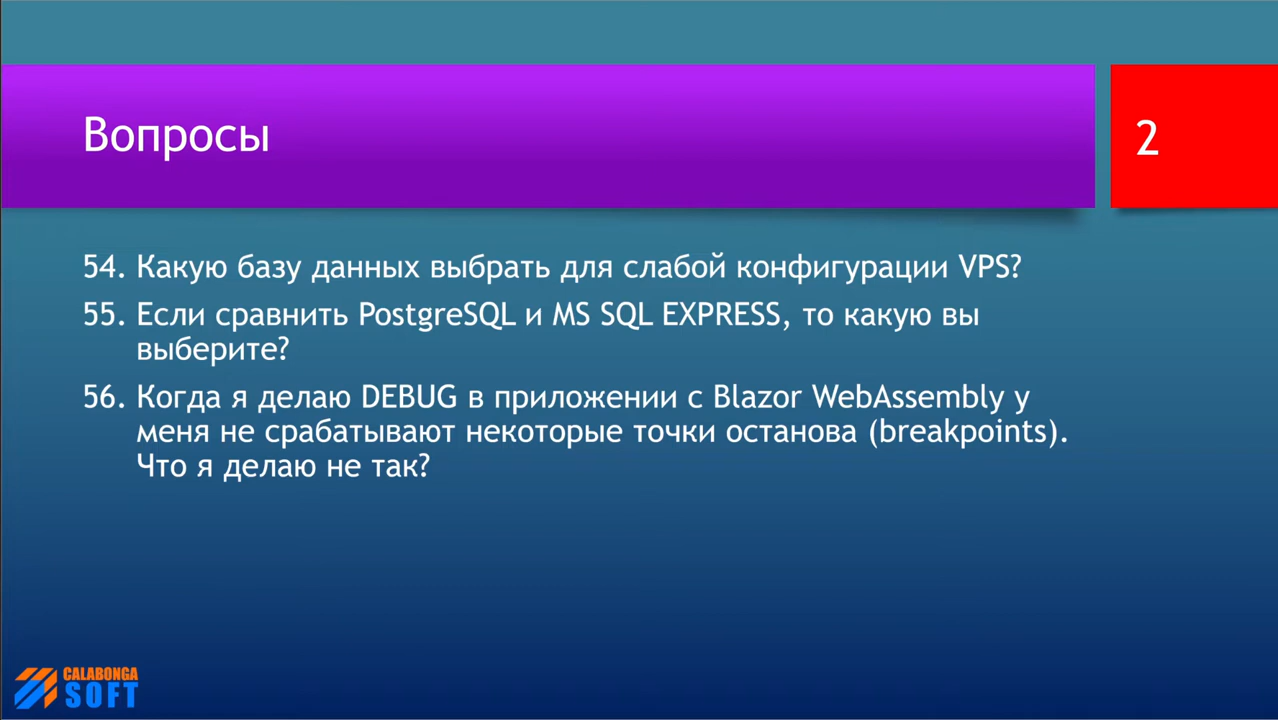 Вопросы
2
54. Какую базу данных выбрать для слабой конфигурации VPS?
55. Если сравнить PostgreSQL и MS SQL EXPRESS, то какую вы
выберите?
56. Когда я делаю DEBUG в приложении с Blazor WebAssembly у
меня не срабатывают некоторые точки останова (breakpoints).
Что я делаю не так?
CALABONGA
SOFT